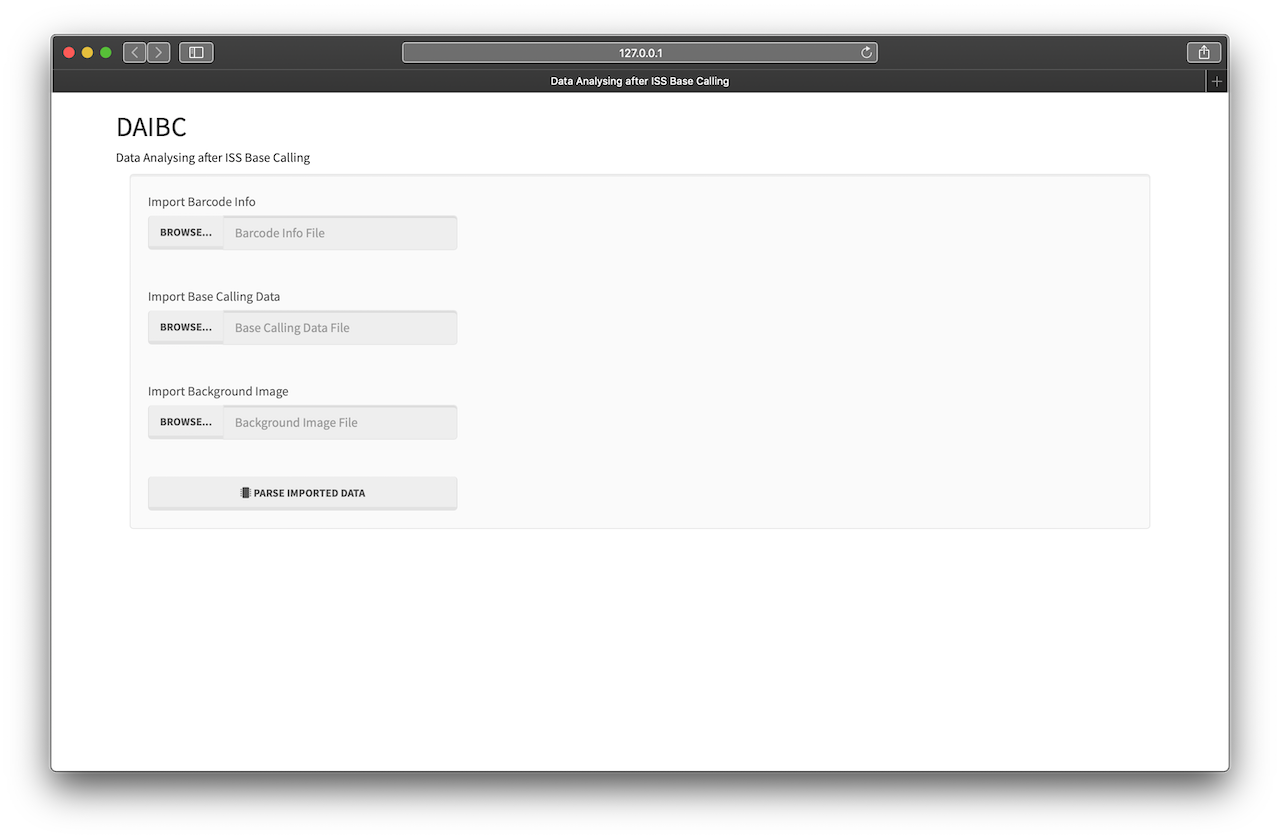 127.0.0.1
Data Analysing after ISS Base Calling
DAIBC
Data Analysing after ISS Base Calling
Import Barcode Info
BROWSE... Barcode Info File
Import Base Calling Data
BROWSE... Base Calling Data File
Import Background Image
BROWSE... Background Image File
PARSE IMPORTED DATA